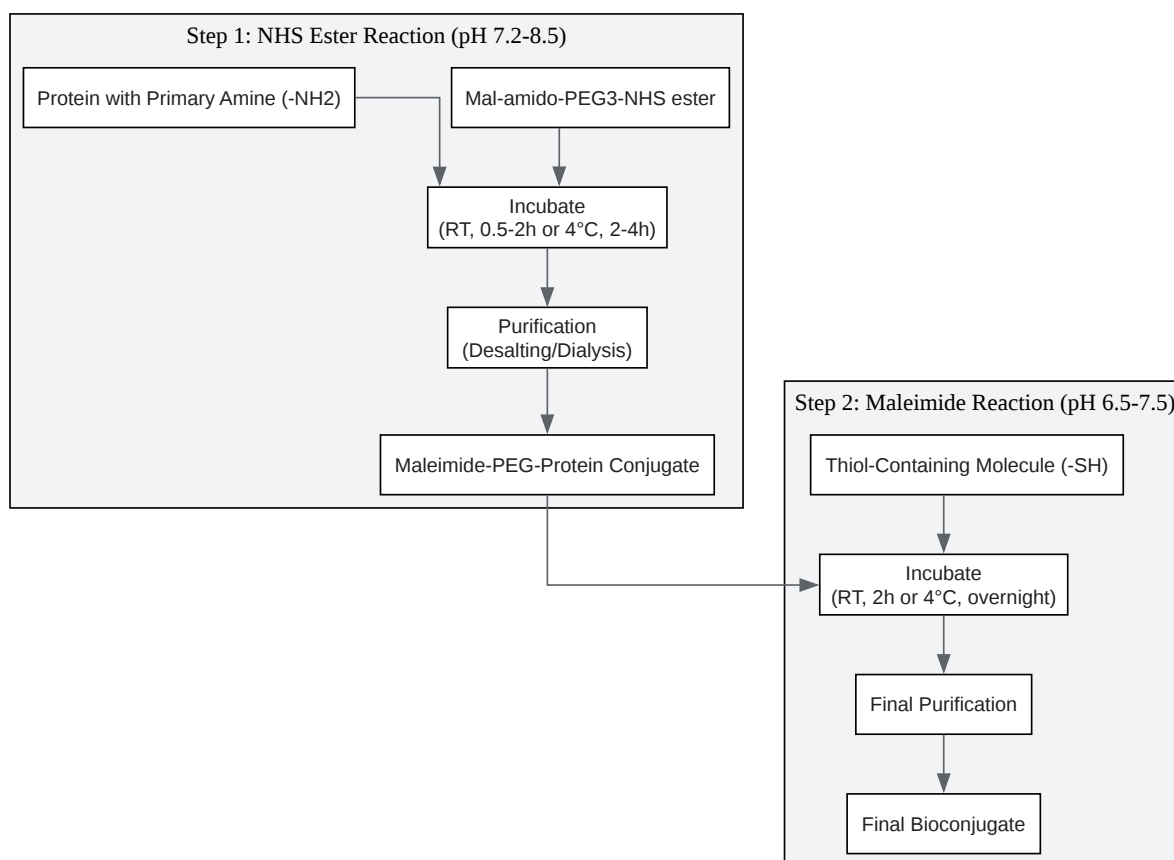 Step 1: NHS Ester Reaction (pH 7.2-8.5)
Protein with Primary Amine (-NH2)
Mal-amido-PEG3-NHS ester
Incubate
(RT, 0.5-2h or 4°C, 2-4h)
Purification
(Desalting/Dialysis)
Maleimide-PEG-Protein Conjugate
Step 2: Maleimide Reaction (pH 6.5-7.5)
Thiol-Containing Molecule (-SH)
Incubate
(RT, 2h or 4°C, overnight)
Final Purification
Final Bioconjugate